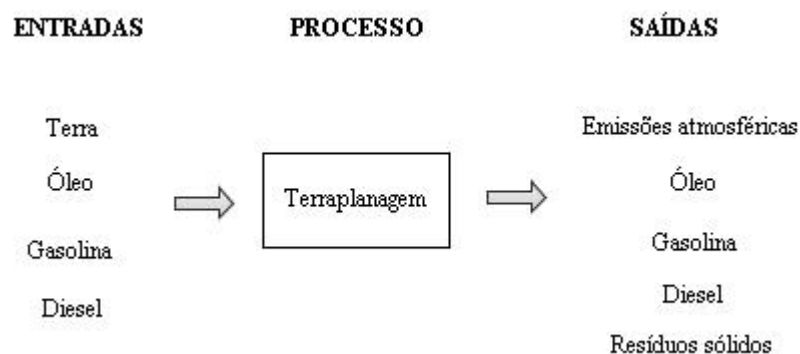 ENTRADAS
PROCESSO
SAÍDAS
Terra
Óleo
Gasolina
Diesel
Terraplanagem
Emissões atmosféricas
Óleo
Gasolina
Diesel
Resíduos sólidos